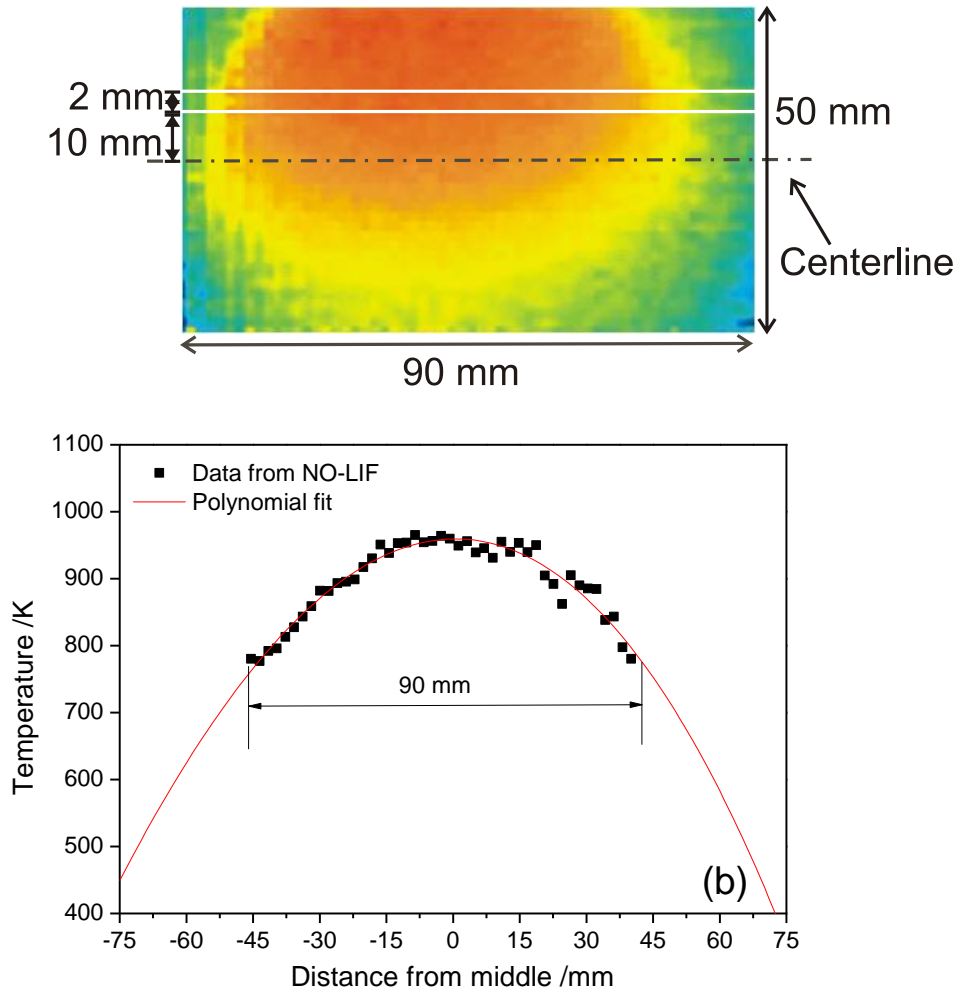 2 mm
10 mm
50 mm
Centerline
90 mm
1100
1000
900
800
700
600
500
400
Temperature /K
Data from NO-LIF
Polynomial fit
90 mm
(b)
-75 -60 -45 -30 -15 0 15 30 45 60 75
Distance from middle /mm